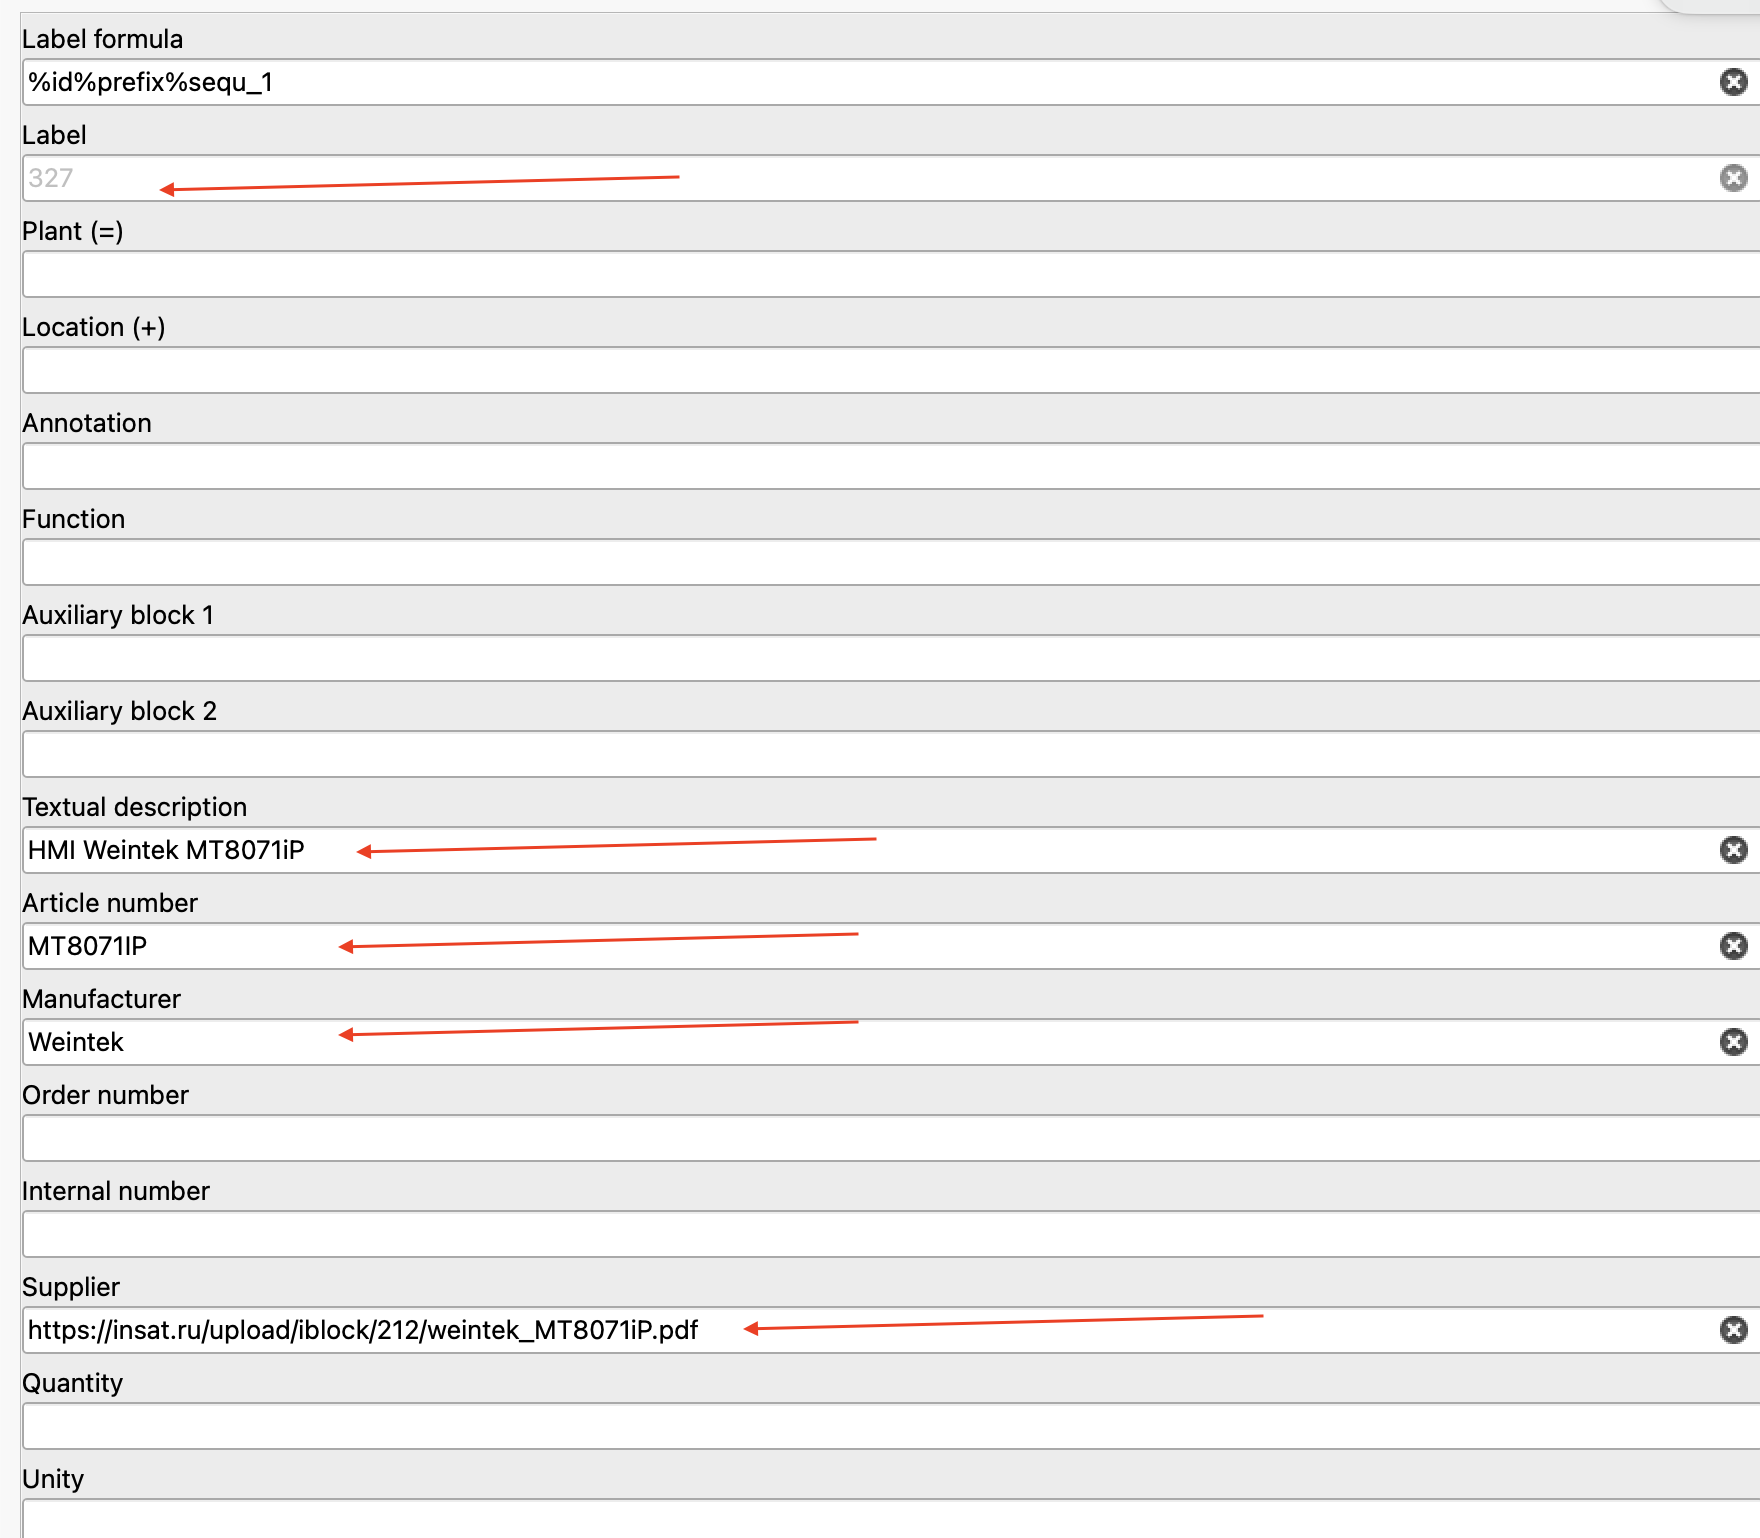 Label formula
%id%prefix%sequ_1
Label
327
Plant (=)
Location (+)
Annotation
Function
Auxiliary block 1
Auxiliary block 2
Textual description
HMI Weintek MT8071iP
Article number
MT8071IP
Manufacturer
Weintek
Order number
Internal number
Supplier
https://insat.ru/upload/iblock/212/weintek_MT8071iP.pdf
Quantity
Unity